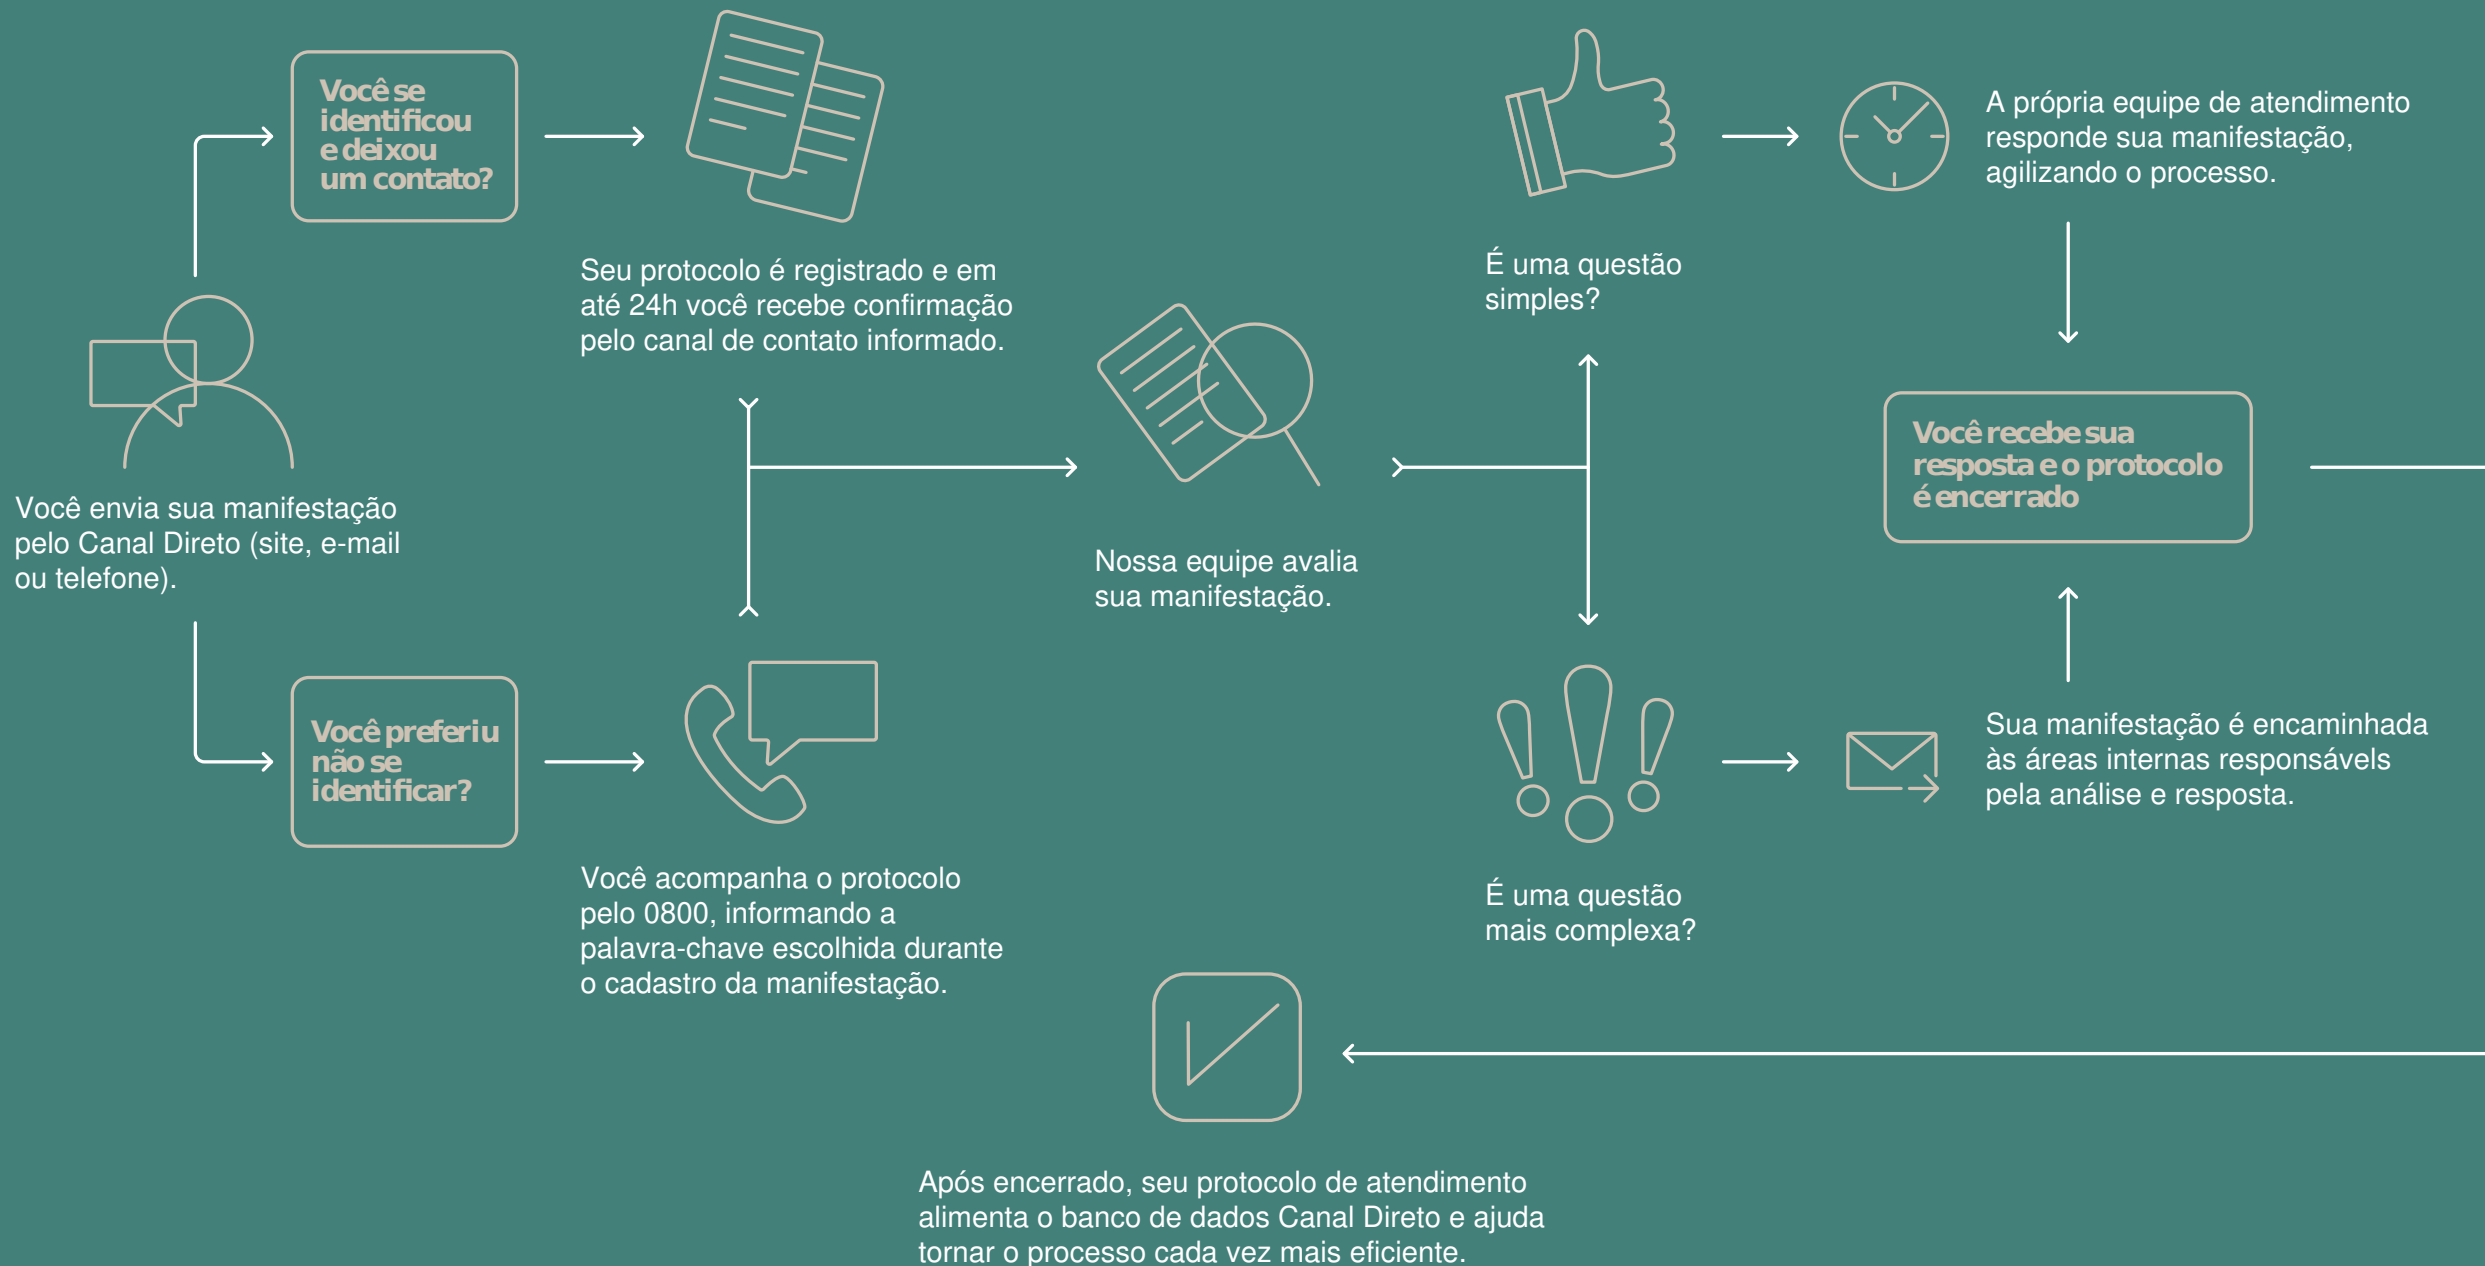 Você se
identificou
e deixou
um contato?
Seu protocolo é registrado e em
até 24h você recebe confirmação
pelo canal de contato informado.
Você envia sua manifestação
pelo Canal Direto (site, e-mail
ou telefone).
Você preferiu
não se
identificar?
Você acompanha o protocolo
pelo 0800, informando a
palavra-chave escolhida durante
o cadastro da manifestação.
Nossa equipe avalia
sua manifestação.
É uma questão
simples?
A própria equipe de atendimento
responde sua manifestação,
agilizando o processo.
É uma questão
mais complexa?
Sua manifestação é encaminhada
às áreas internas responsávels
pela análise e resposta.
Você recebe sua
resposta e o protocolo
é encerrado
Após encerrado, seu protocolo de atendimento
alimenta o banco de dados Canal Direto e ajuda
tornar o processo cada vez mais eficiente.